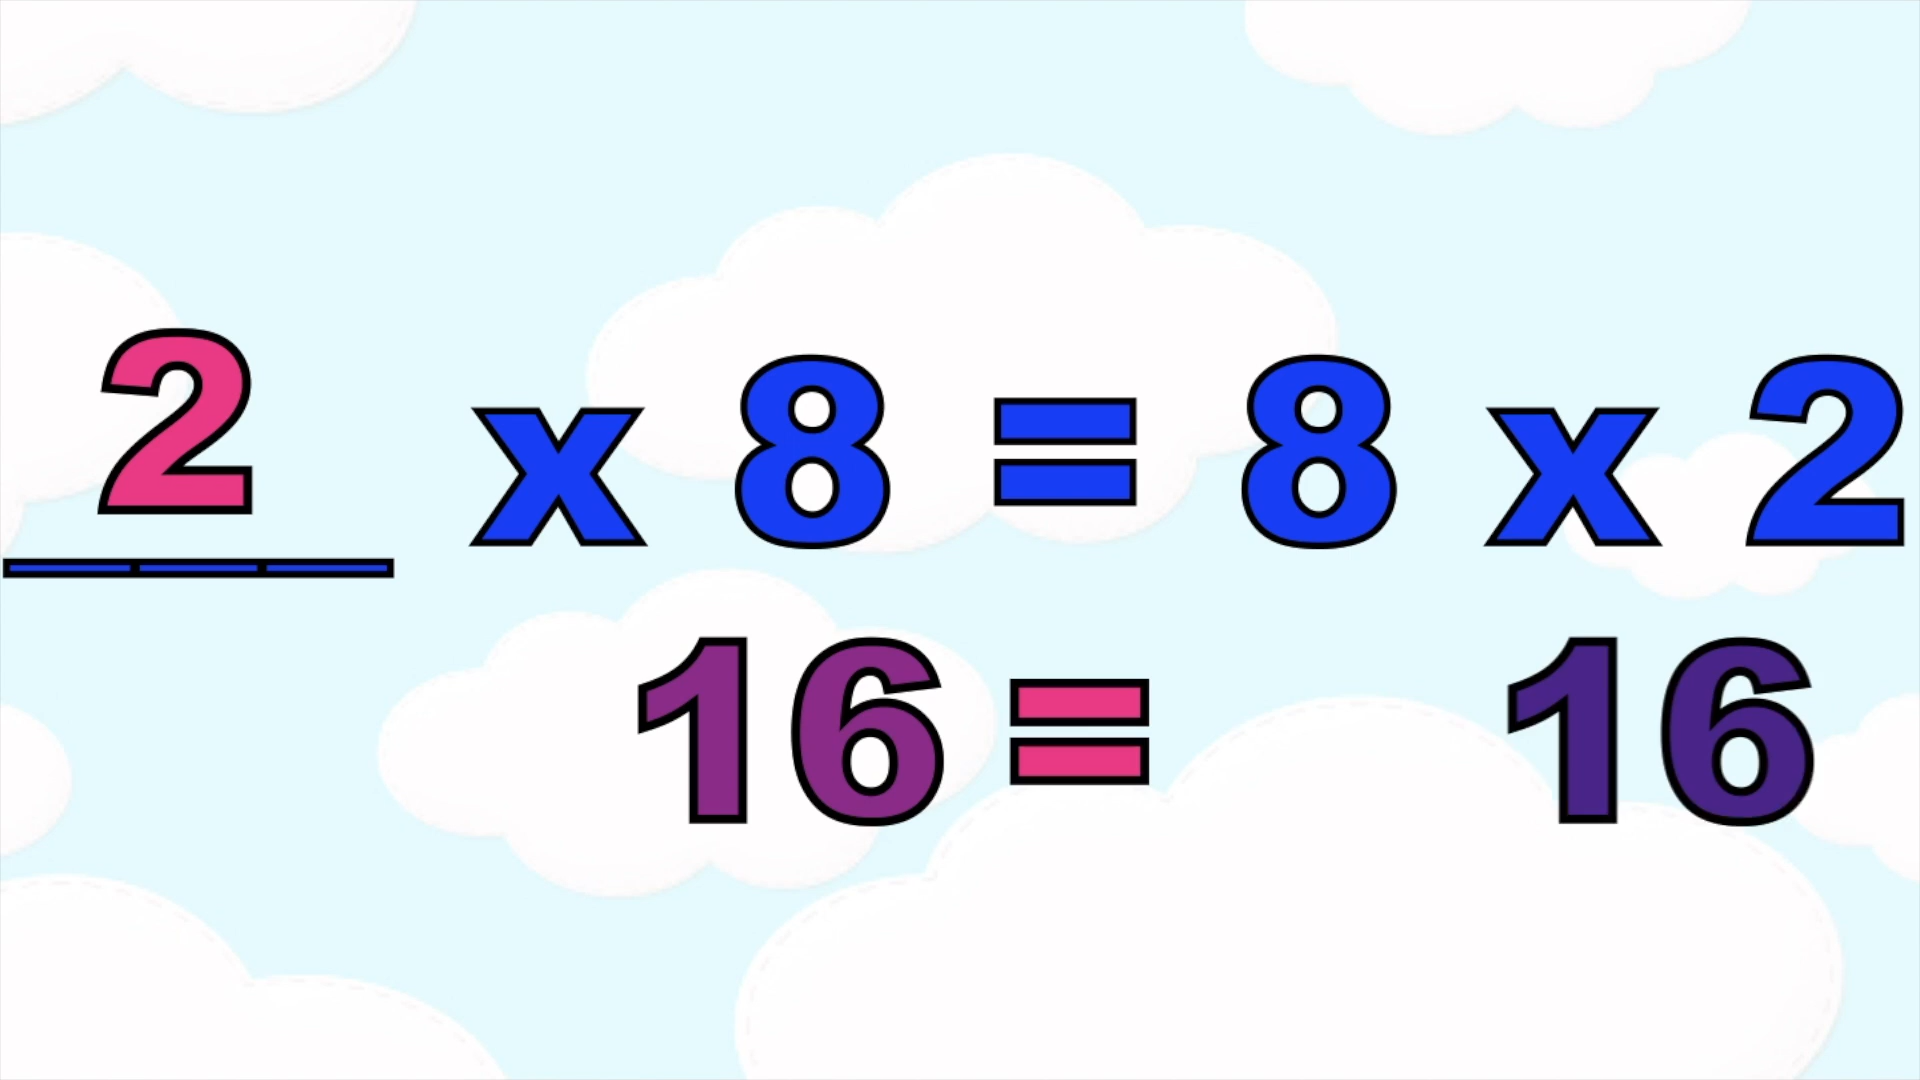 2 x 8 = 8 x 2
16 = 16